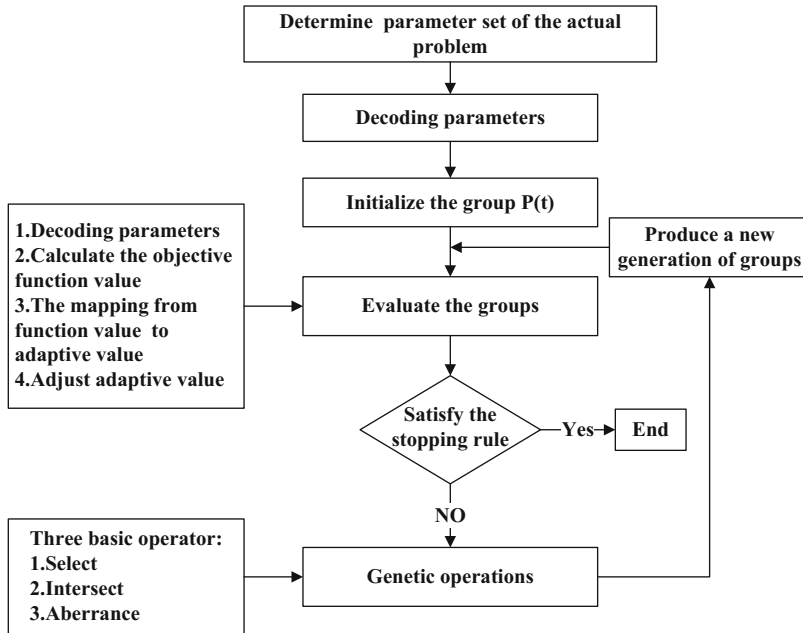 Determine parameter set of the actual
problem
Decoding parameters
Initialize the group P(t)
1.Decoding parameters
2.Calculate the objective
function value
3.The mapping from
function value to
adaptive value
4.Adjust adaptive value
Produce a new
generation of groups
Evaluate the groups
Satisfy the
stopping rule
Yes
End
NO
Three basic operator:
1.Select
2.Intersect
3.Aberrance
Genetic operations